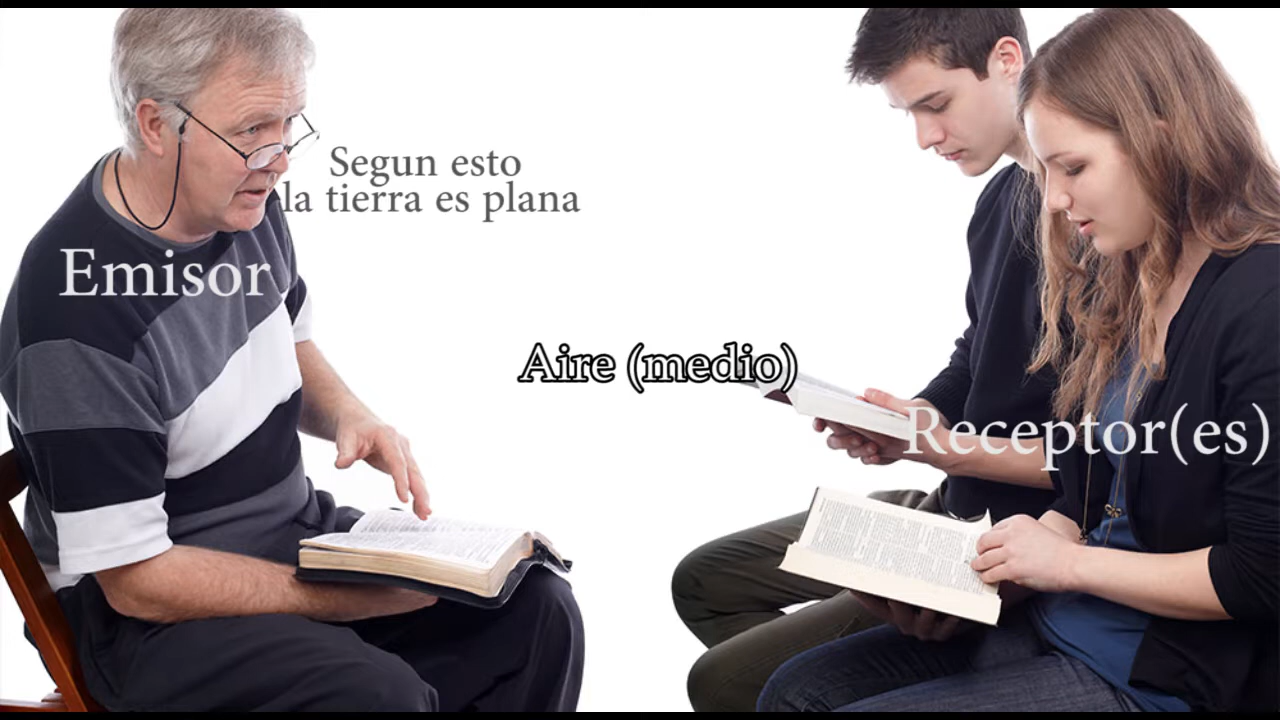 Segun esto
la tierra es plana
Emisor
Aire (medio)
Receptor(es)